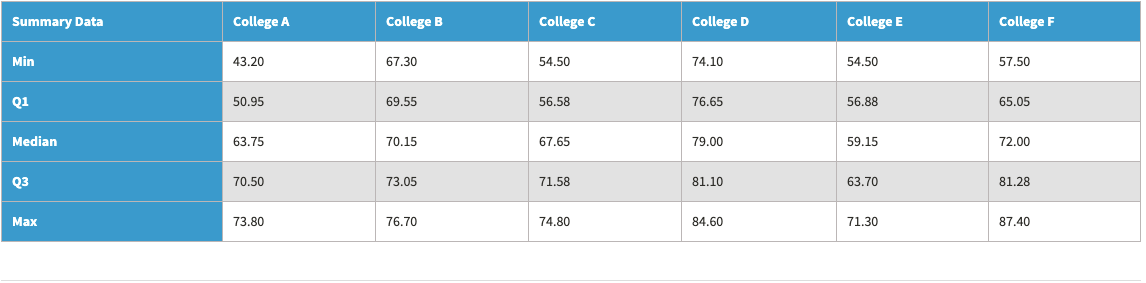 Summary Data College A College B College C College D College E College F
Min 43.20 67.30 54.50 74.10 54.50 57.50
Q1 50.95 69.55 56.58 76.65 56.88 65.05
Median 63.75 70.15 67.65 79.00 59.15 72.00
Q3 70.50 73.05 71.58 81.10 63.70 81.28
Max 73.80 76.70 74.80 84.60 71.30 87.40